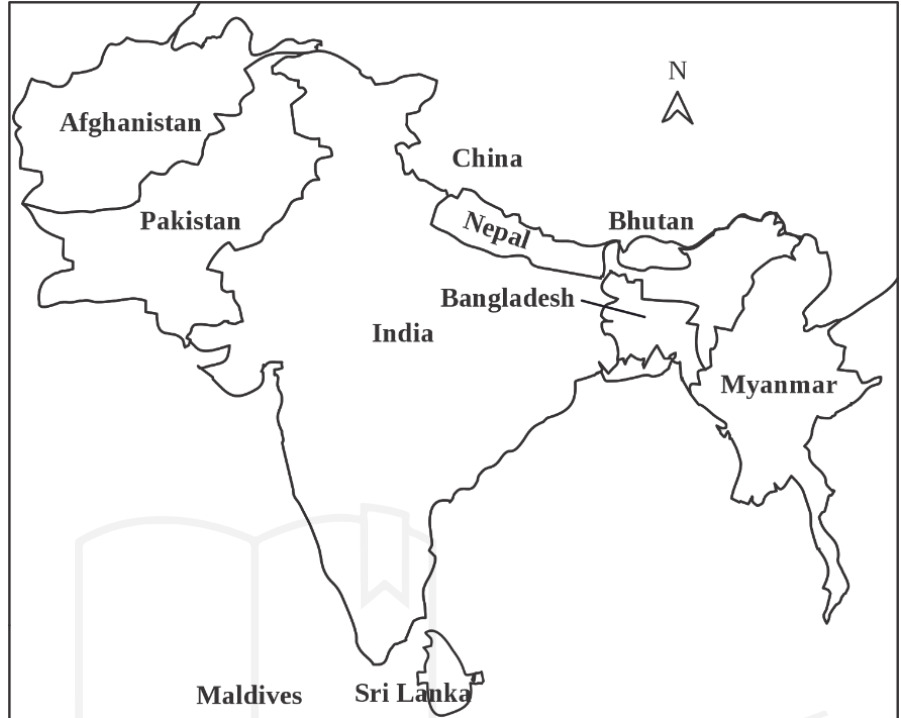 N
Afghanistan
China
Pakistan
Nepal
Bhutan
Bangladesh
India
Myanmar
Maldives
Sri Lanka